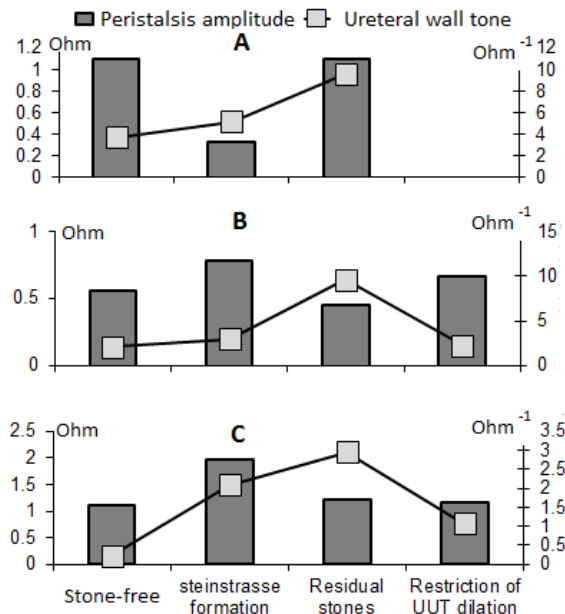 Peristalsis amplitude Ureteral wall tone
1.2 Ohm A Ohm -1 12
1 10
0.8 8
0.6 6
0.4 4
0.2 2
0 0
1 Ohm B Ohm -1 15
10
0.5
5
0 0
2.5 Ohm C Ohm -1 3.5
3
2 2.5
1.5 2
1 1.5
1
0.5 0.5
0 0
Stone-free steinstrasse Residual Restriction of
formation stones UUT dilation